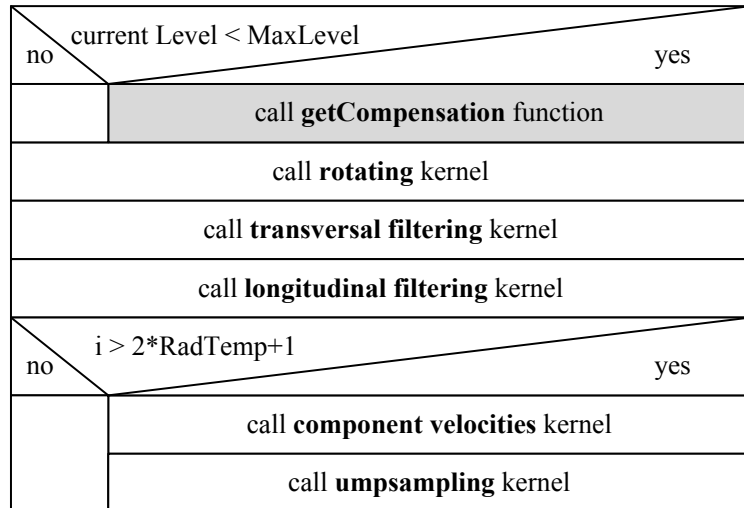 current Level < MaxLevel
no
yes
call getCompensation function
call rotating kernel
call transversal filtering kernel
call longitudinal filtering kernel
i > 2*RadTemp+1
no
yes
call component velocities kernel
call umpsampling kernel